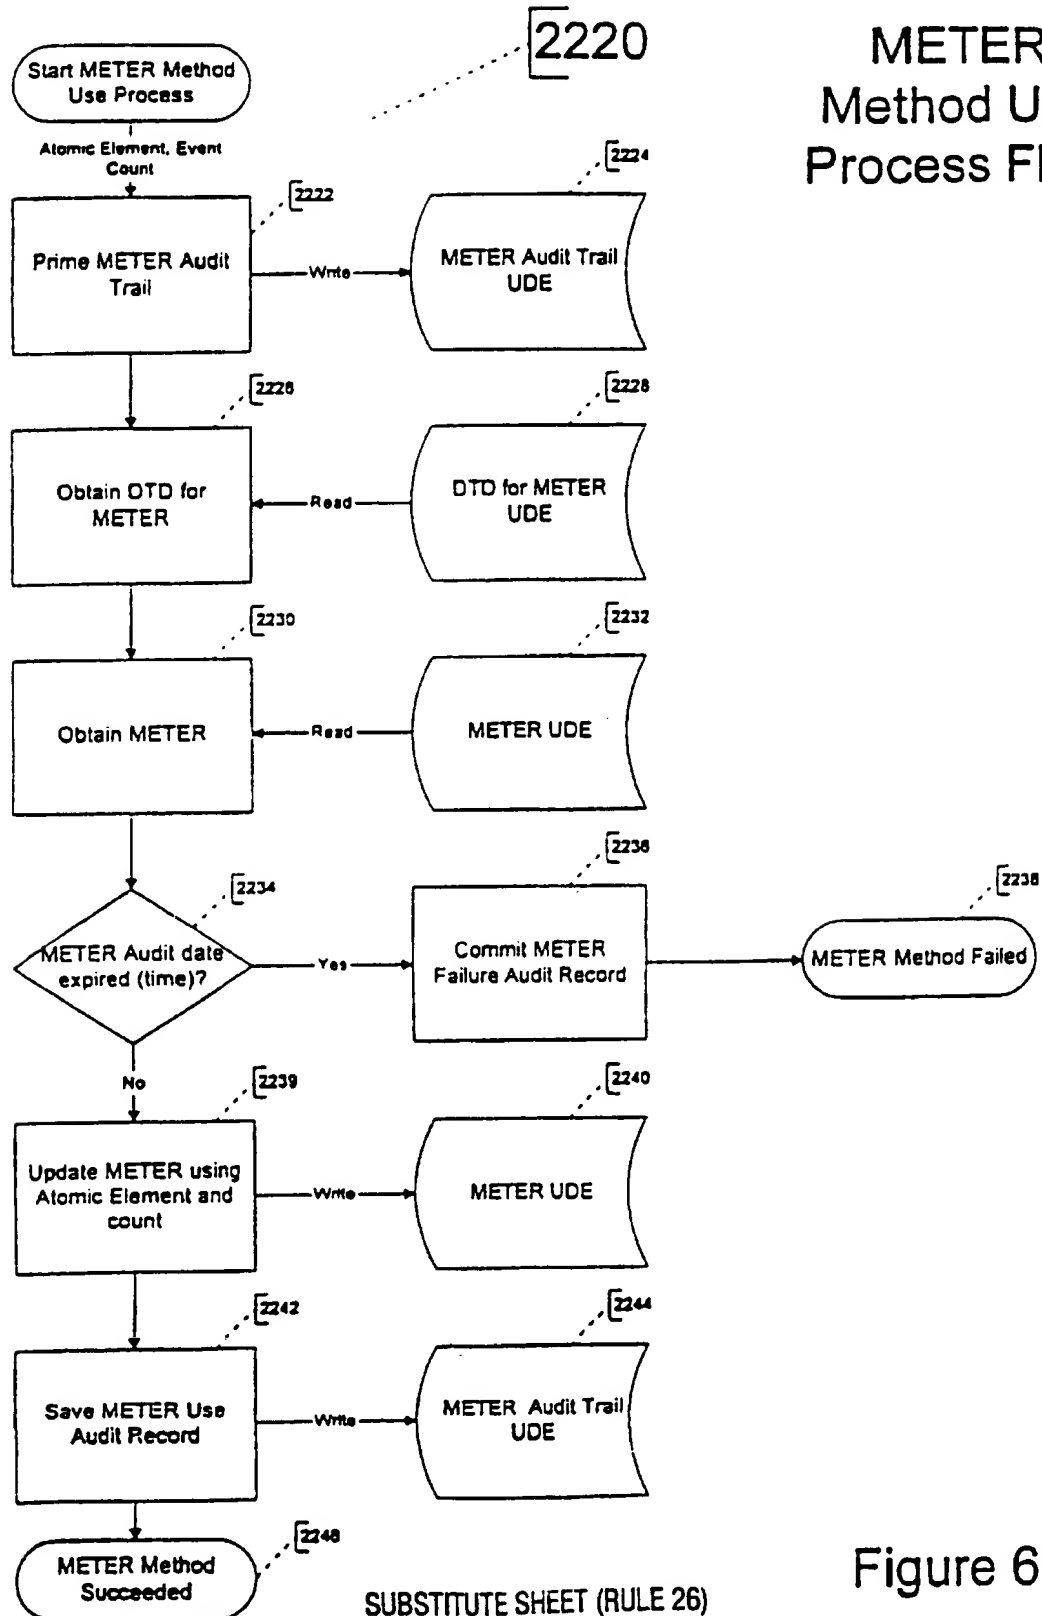 2220
METER
Method U
Process Fl
Start METER Method
Use Process
Atomic Element, Event
Count
2222
2224
Prime METER Audit
Trail
Write
METER Audit Trail
UDE
2226
2228
Obtain DTD for
METER
Read
DTD for METER
UDE
2230
2232
Obtain METER
Read
METER UDE
2234
2236
2238
METER Audit date
expired (time)?
Yes
Commit METER
Failure Audit Record
METER Method Failed
No
2239
2240
Update METER using
Atomic Element and
count
Write
METER UDE
2242
2244
Save METER Use
Audit Record
Write
METER Audit Trail
UDE
2246
METER Method
Succeeded
SUBSTITUTE SHEET (RULE 26)
Figure 6